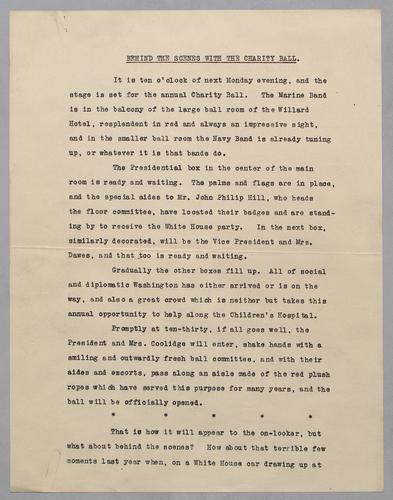 BEHIND THE SCENES WITH THE CHARITY BALL.
It is ten o'clock of next Monday evening, and the
stage is set for the annual Charity Ball. The Marine Band
is in the balcony of the large ball room of the Willard
Hotel, resplendent in red and always an impressive sight,
and in the smaller ball room the Navy Band is already tuning
up, or whatever it is that bands do.
The Presidential box in the center of the main
room is ready and waiting. The palms and flags are in place,
and the special aides to Mr. John Philip Hill, who heads
the floor committee, have located their badges and are stand-
ing by to receive the White House party. In the next box,
similarly decorated, will be the Vice President and Mrs.
Dawes, and that too is ready and waiting.
Gradually the other boxes fill up. All of social
and diplomatic Washington has either arrived or is on the
way, and also a great crowd which is neither but takes this
annual opportunity to help along the Children's Hospital.
Promptly at ten-thirty, if all goes well, the
President and Mrs. Coolidge will enter, shake hands with a
smiling and outwardly fresh ball committee, and with their
aides and escorts, pass along an aisle made of the red plush
ropes which have served this purpose for many years, and the
ball will be officially opened.
* * * * *
That is how it will appear to the on-looker, but
what about behind the scenes? How about that terrible few
moments last year when, on a White House car drawing up at